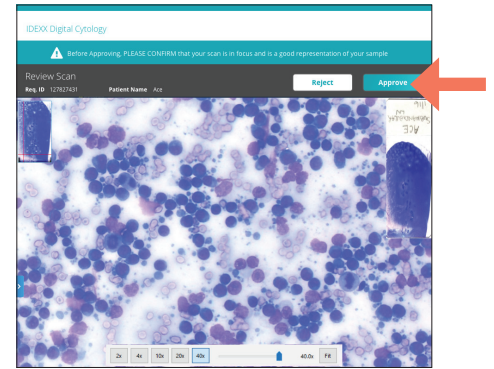 IDEXX Digital Cytology
Before Approving, PLEASE CONFIRM that your scan is in focus and is a good representation of your sample
Review Scan
Reject
Approve
Req. ID 127827431 Patient Name Ace
ACE
2x 4x 10x 20x 40x 40.0x Fit